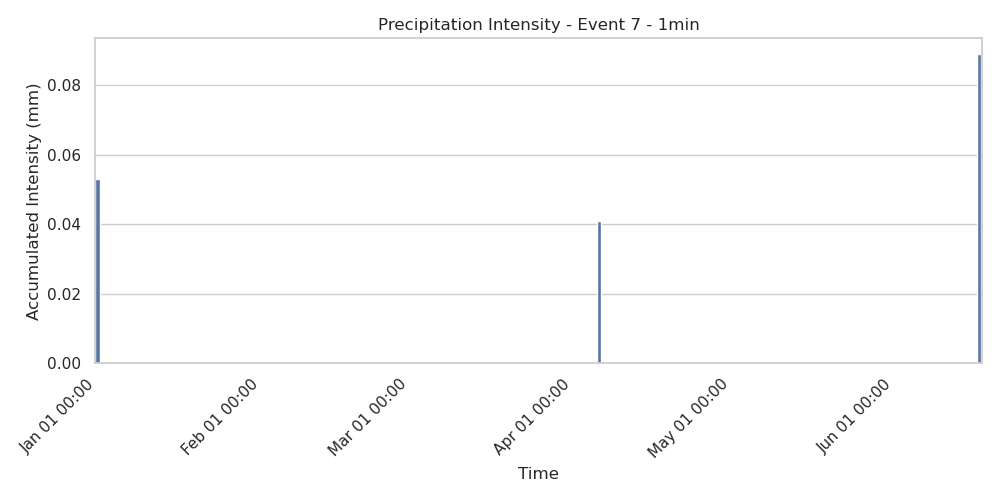 Precipitation Intensity - Event 7 - 1min
Accumulated Intensity (mm)
0.08
0.06
0.04
0.02
0.00
Jan 01 00:00
Feb 01 00:00
Mar 01 00:00
Apr 01 00:00
May 01 00:00
Jun 01 00:00
Time